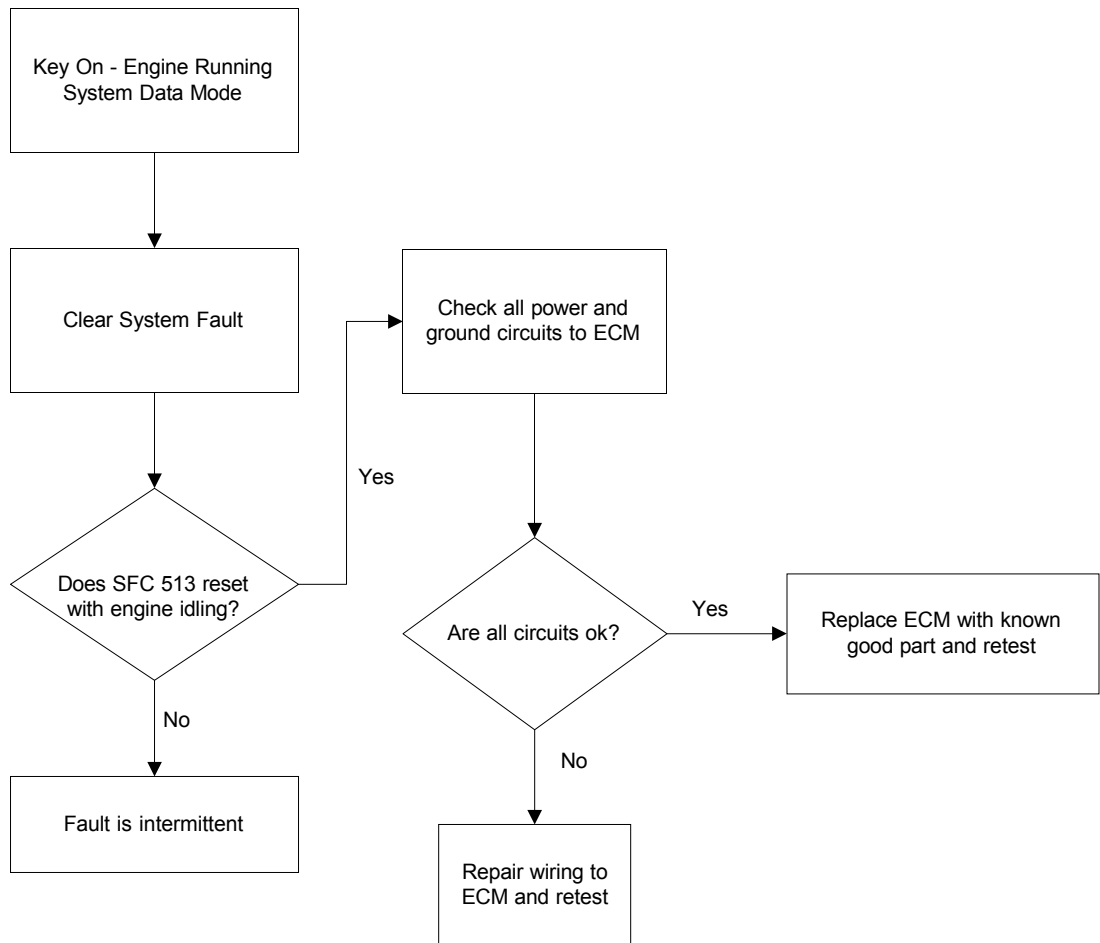 Key On - Engine Running
System Data Mode
Clear System Fault
Does SFC 513 reset
with engine idling?
No
Fault is intermittent
Yes
Check all power and
ground circuits to ECM
Are all circuits ok?
Yes
Replace ECM with known
good part and retest
No
Repair wiring to
ECM and retest